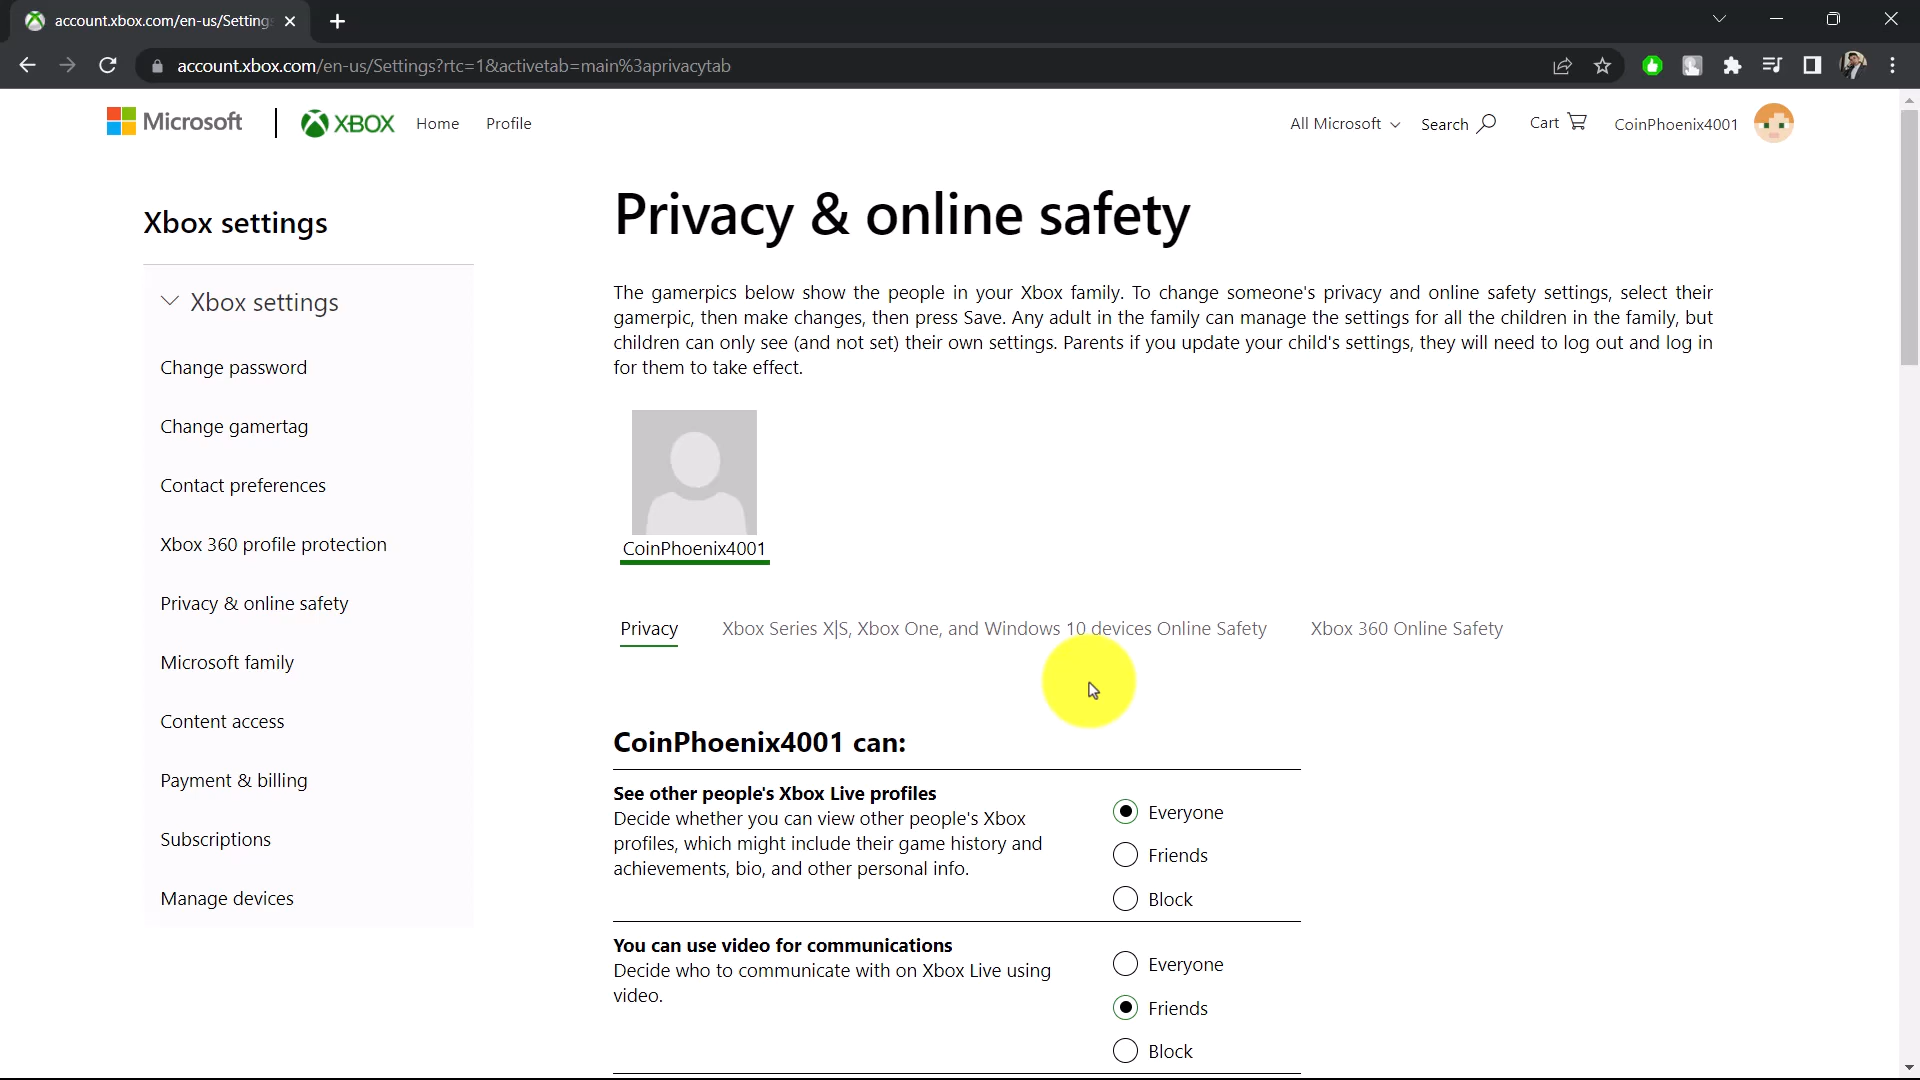 account.xbox.com/en-us/Setting
account.xbox.com/en-us/Settings?rtc=1&activetab=main%3aprivacytab
Microsoft
XBOX
Home
Profile
All Microsoft
Search
Cart
CoinPhoenix4001
Xbox settings
Xbox settings
Change password
Change gamertag
Contact preferences
Xbox 360 profile protection
Privacy & online safety
Microsoft family
Content access
Payment & billing
Subscriptions
Manage devices
Privacy & online safety
The gamerpics below show the people in your Xbox family. To change someone's privacy and online safety settings, select their
gamerpic, then make changes, then press Save. Any adult in the family can manage the settings for all the children in the family, but
children can only see (and not set) their own settings. Parents if you update your child's settings, they will need to log out and log in
for them to take effect.
CoinPhoenix4001
Privacy
Xbox Series X|S, Xbox One, and Windows 10 devices Online Safety
Xbox 360 Online Safety
CoinPhoenix4001 can:
See other people's Xbox Live profiles
Decide whether you can view other people's Xbox
profiles, which might include their game history and
achievements, bio, and other personal info.
Everyone
Friends
Block
You can use video for communications
Decide who to communicate with on Xbox Live using
video.
Everyone
Friends
Block